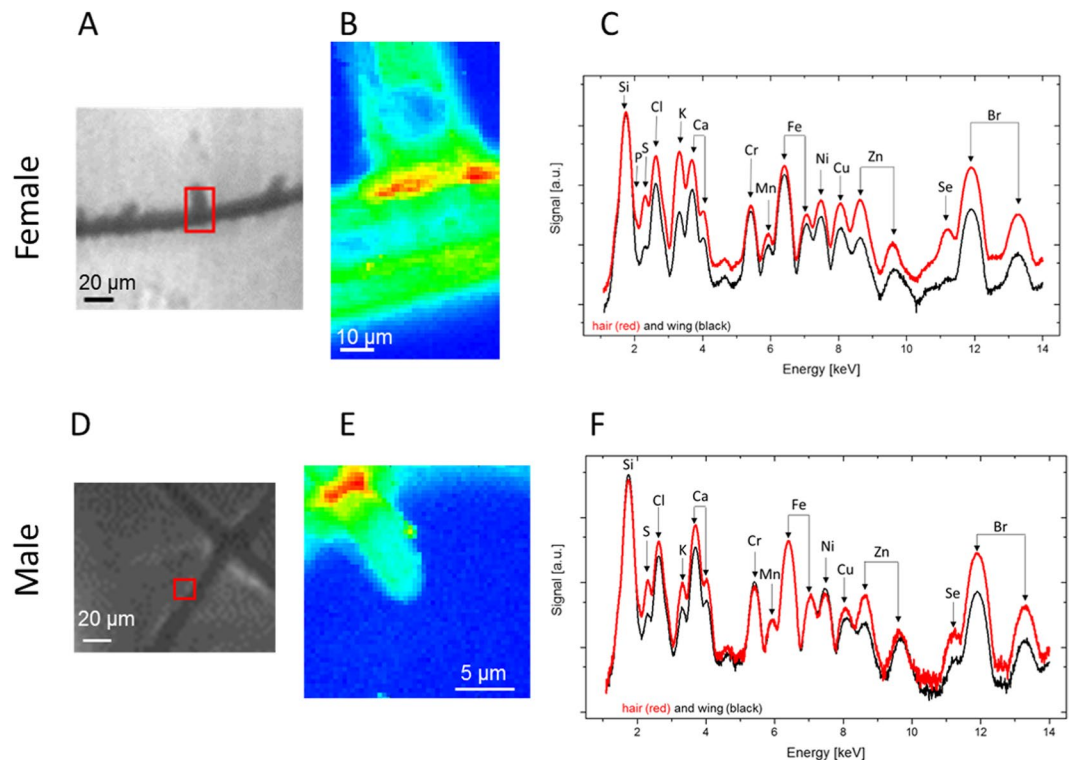 A
B
C
Female
20 µm
10 µm
Si
P
S
Cl
K
Ca
Cr
Mn
Fe
Ni
Cu
Zn
Se
Br
Signal [a.u.]
hair (red) and wing (black)
2
4
6
8
10
12
14
Energy [keV]
D
E
F
Male
20 µm
5 µm
Si
S
Cl
K
Ca
Cr
Mn
Fe
Ni
Cu
Zn
Se
Br
Signal [a.u.]
hair (red) and wing (black)
2
4
6
8
10
12
14
Energy [keV]